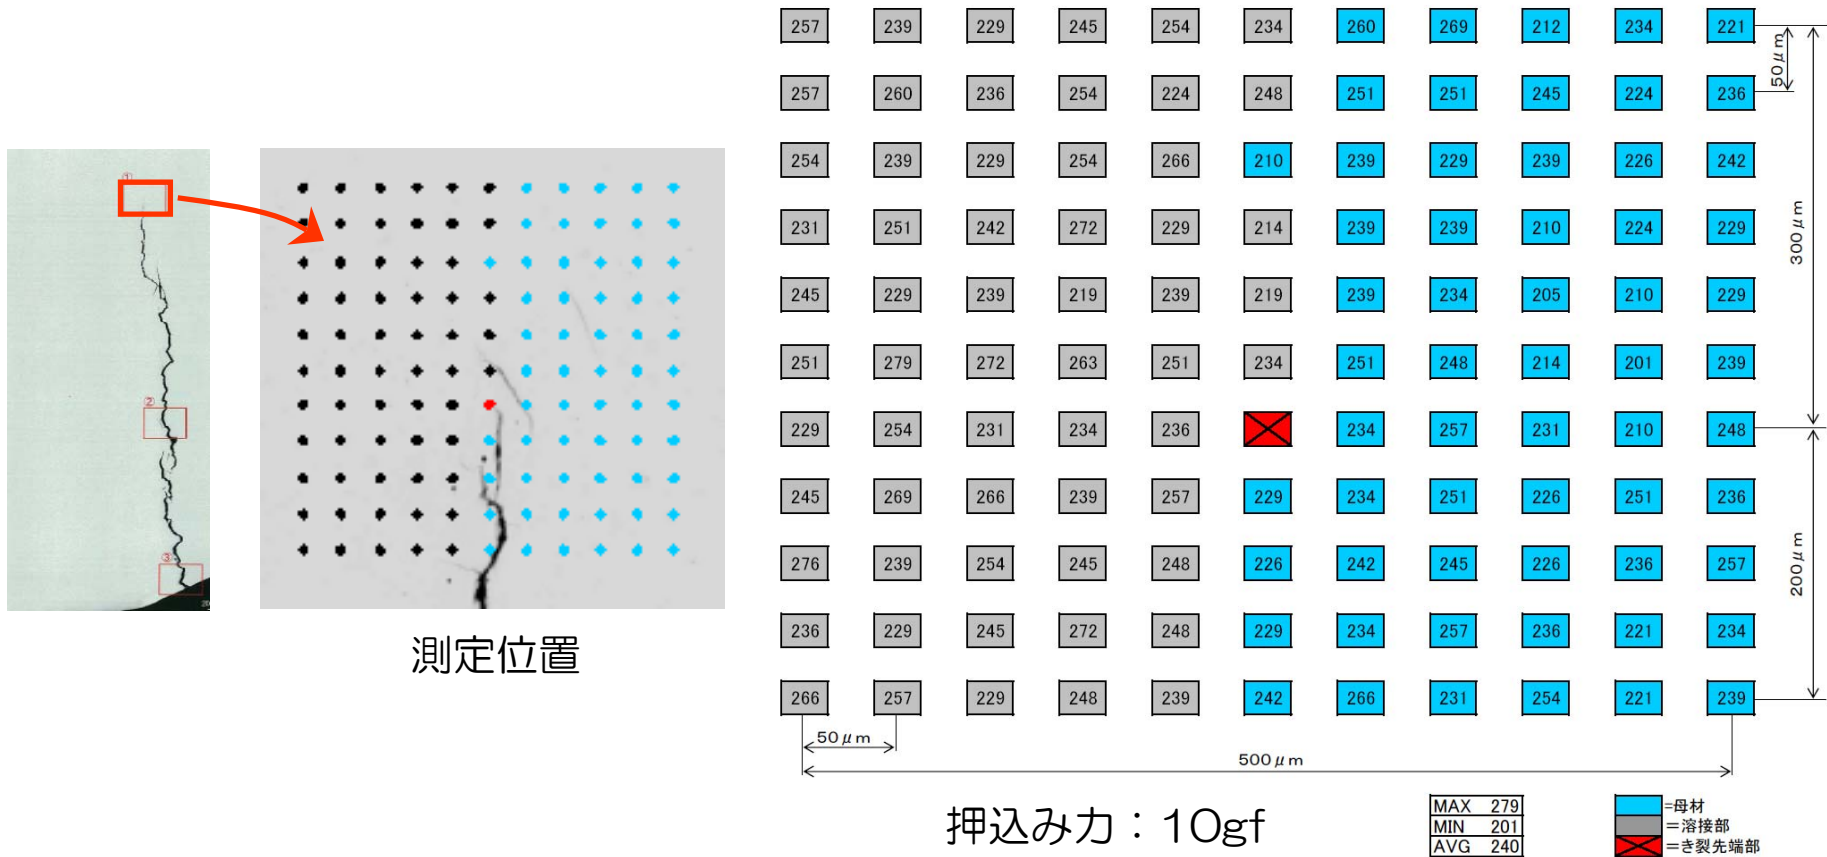 ①
②
③
測定位置
257 239 229 245 254 234 260 269 212 234 221
257 260 236 254 224 248 251 251 245 224 236
254 239 229 254 266 210 239 229 239 226 242
231 251 242 272 229 214 239 239 210 224 229
245 229 239 219 239 219 239 234 205 210 229
251 279 272 263 251 234 251 248 214 201 239
229 254 231 234 236 234 257 231 210 248
245 269 266 239 257 229 234 251 226 251 236
276 239 254 245 248 226 242 245 226 236 257
236 229 245 272 248 229 234 257 236 221 234
266 257 229 248 239 242 266 231 254 221 239
50μm
300μm
200μm
50μm
500μm
押込み力：10gf
MAX 279
MIN 201
AVG 240
=母材
=溶接部
=き裂先端部